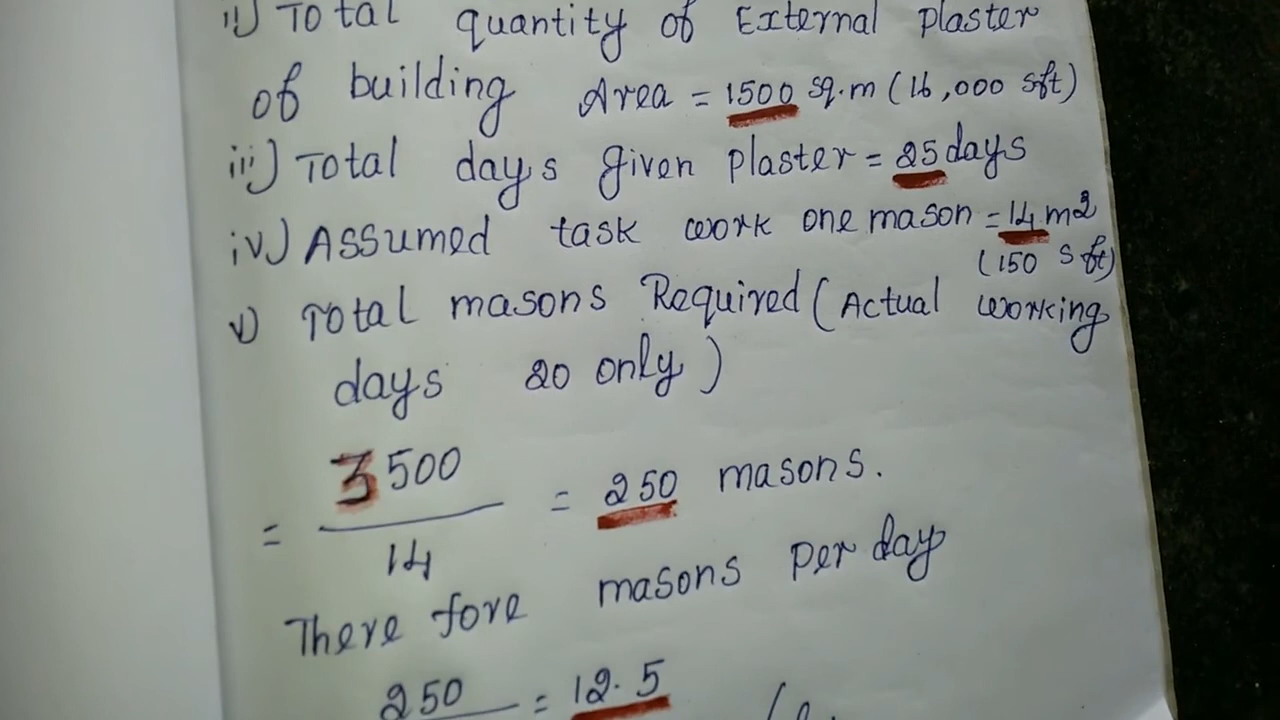 ii) Total quantity of External plaster
of building Area = 1500 sq.m (16,000 sft)
iii) Total days given plaster = 25 days
iv) Assumed task work one mason = 14 m2
(150 sft)
v) Total masons Required (Actual working
days 20 only)
= 3500 / 14 = 250 masons.
There fore masons per day
250 = 12.5